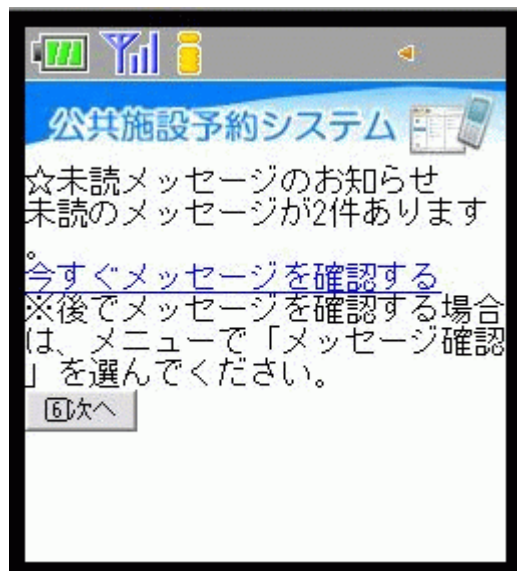 公共施設予約システム
☆未読メッセージのお知らせ
未読のメッセージが2件あります
。
今すぐメッセージを確認する
※後でメッセージを確認する場合
は、メニューで「メッセージ確認
」を選んでください。
6次へ